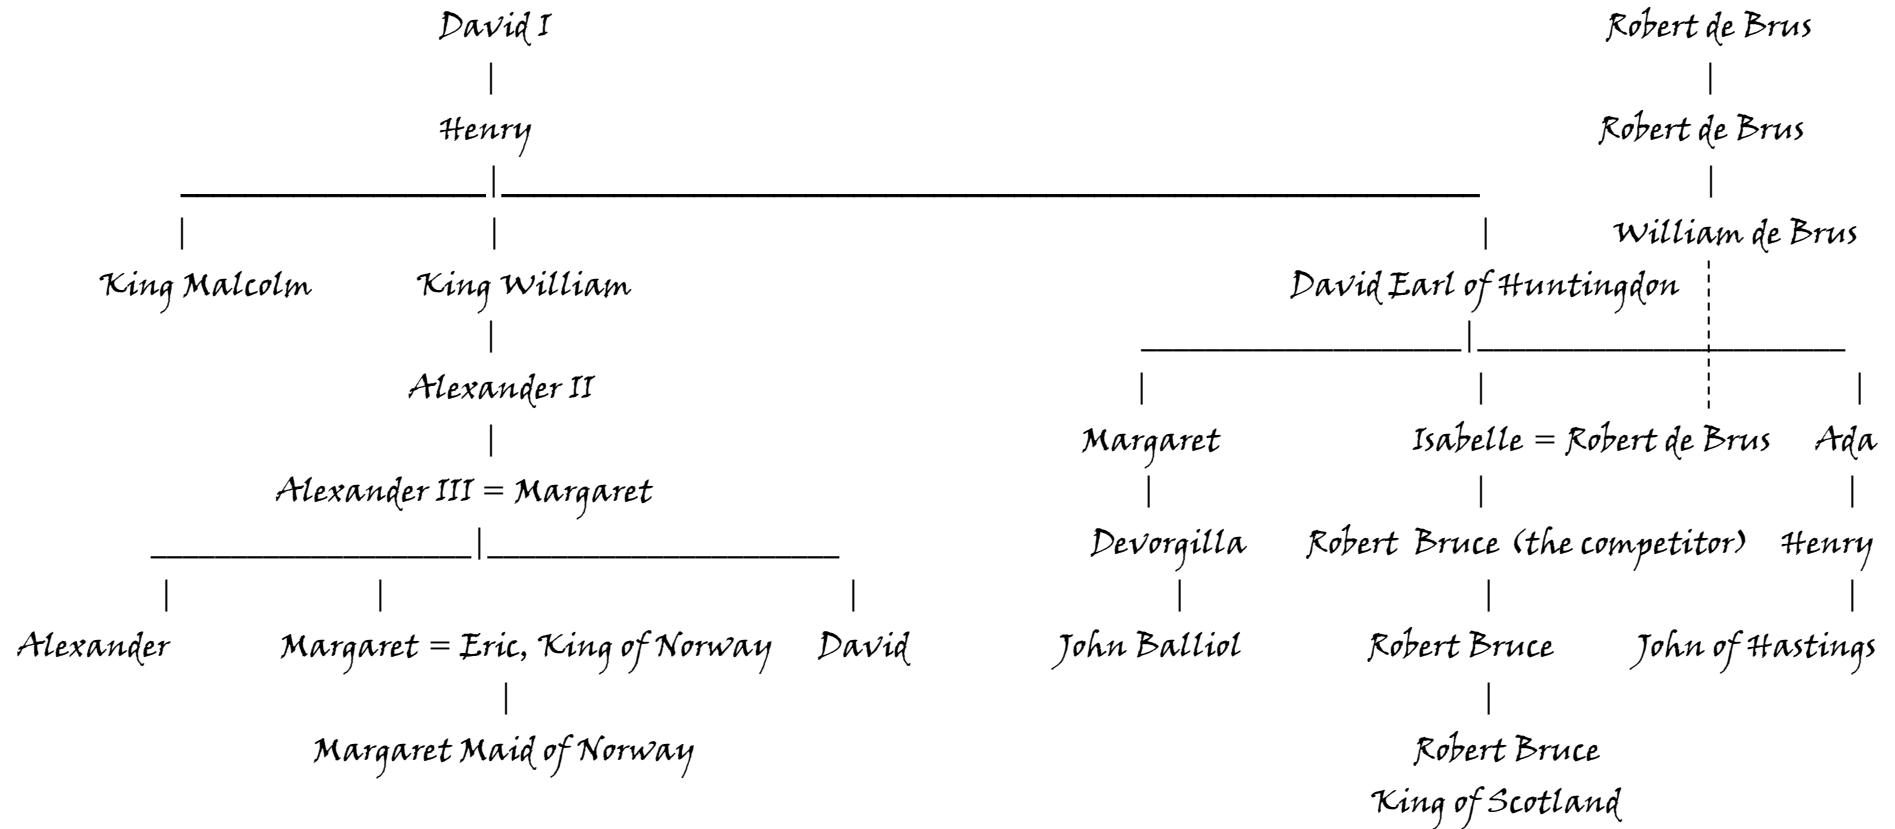 David I Robert de Brus
Henry Robert de Brus
William de Brus
King Malcolm King William David Earl of Huntingdon
Alexander II
Margaret Isabelle = Robert de Brus Ada
Alexander III = Margaret
Devorgilla Robert Bruce (the competitor) Henry
Alexander Margaret = Eric, King of Norway David John Balliol Robert Bruce John of Hastings
Margaret Maid of Norway Robert Bruce
King of Scotland